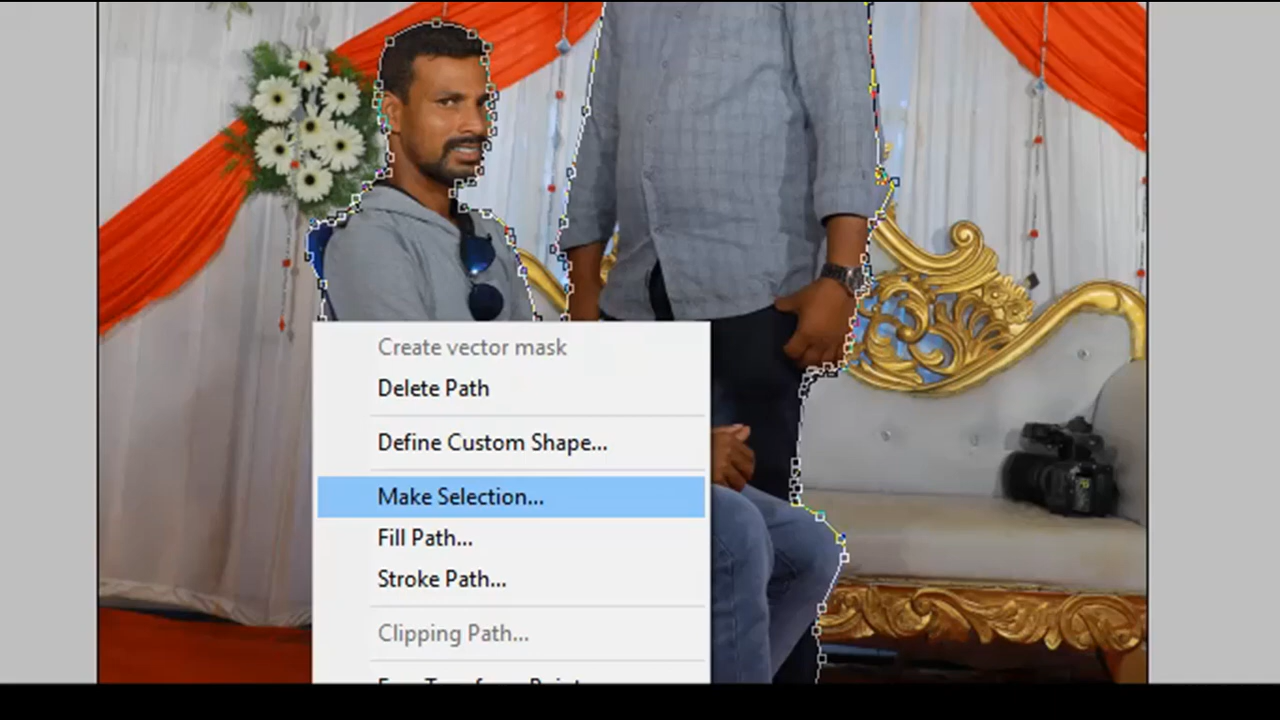 Create vector mask
Delete Path
Define Custom Shape...
Make Selection...
Fill Path...
Stroke Path...
Clipping Path...